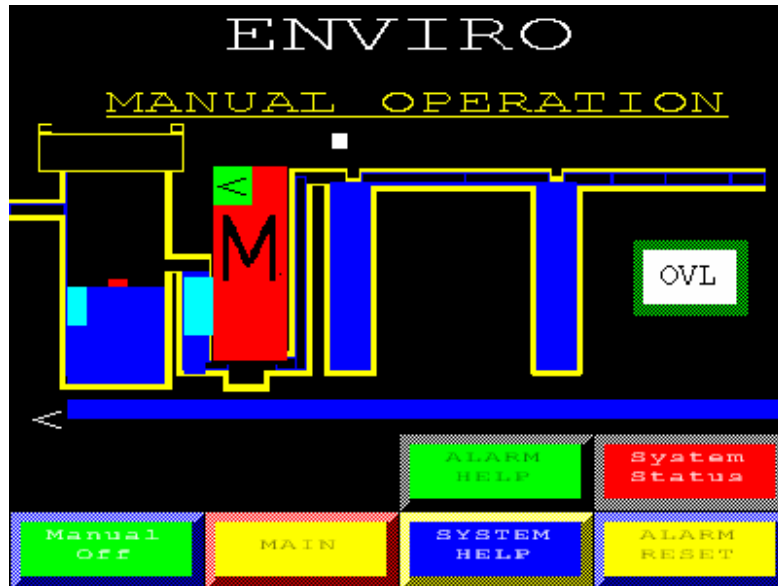 ENVIRO
MANUAL OPERATION
<
M
OVL
<
ALARM
HELP
System
Status
Manual
Off
MAIN
SYSTEM
HELP
ALARM
RESET